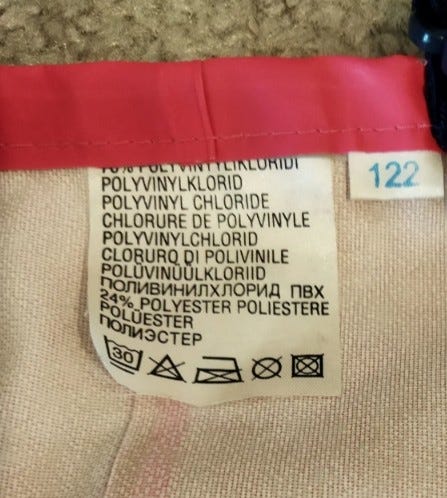 POLYVINYYLIKLORIDI
POLYVINYLKLORID
POLYVINYL CHLORIDE
CHLORURE DE POLYVINYLE
POLYVINYLCHLORID
CLORURO DI POLIVINILE
POLÜVINÜÜLKLORIID
ПОЛИВИНИЛХЛОРИД ПВХ
24% POLYESTER POLIESTERE
POLÜESTER
ПОЛИЭСТЕР
30
122